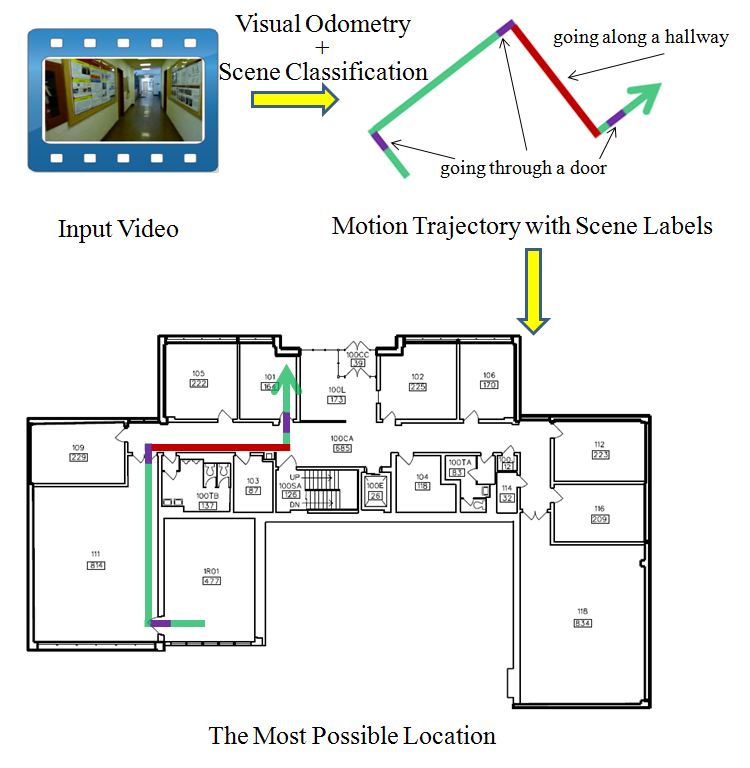 Visual Odometry
+
Scene Classification
going along a hallway
going through a door
Input Video
Motion Trajectory with Scene Labels
105
222
101
100CC
39
102
225
106
170
100L
173
109
229
100CA
685
112
223
UP
100SA
126
DN
103
87
100TB
137
100E
26
104
118
100TA
83
12
114
32
116
209
111
814
1R01
477
118
834
The Most Possible Location